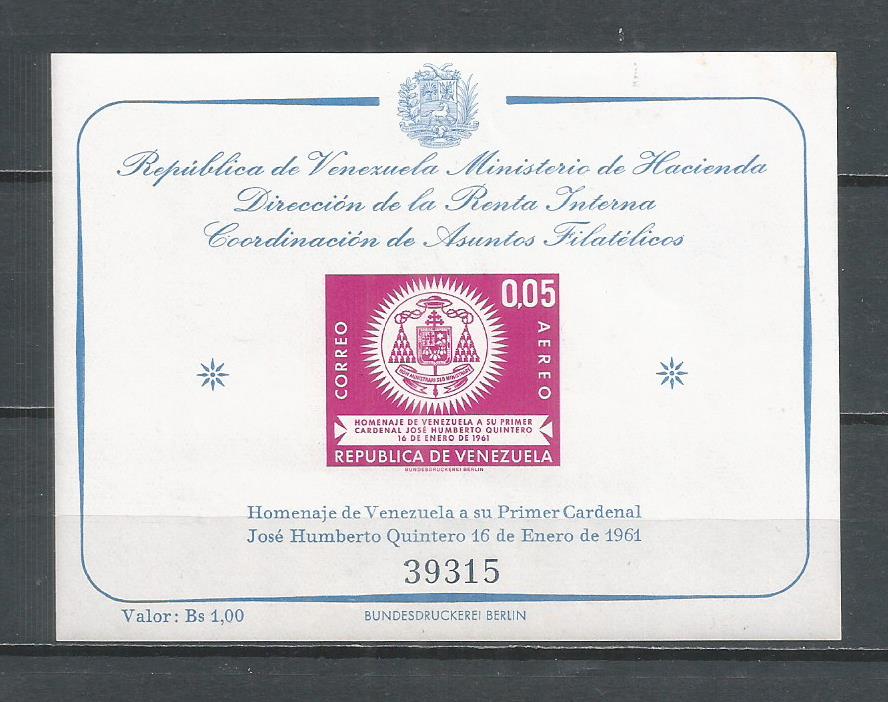 República de Venezuela Ministerio de Hacienda
Dirección de la Renta Interna
Coordinación de Asuntos Filatélicos
0,05
CORREO
AEREO
HOMENAJE DE VENEZUELA A SU PRIMER
CARDENAL JOSÉ HUMBERTO QUINTERO
16 DE ENERO DE 1961
REPUBLICA DE VENEZUELA
BUNDESDRUCKEREI BERLIN
Homenaje de Venezuela a su Primer Cardenal
José Humberto Quintero 16 de Enero de 1961
39315
Valor: Bs 1,00
BUNDESDRUCKEREI BERLIN